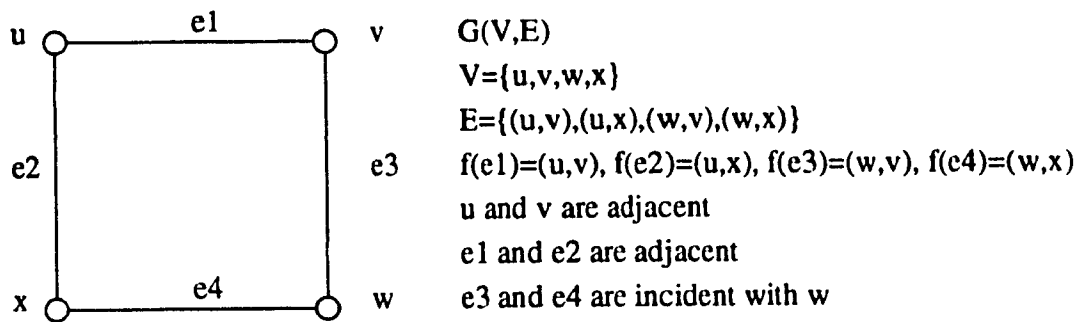 e1
u
v
G(V,E)
V={u,v,w,x}
E={(u,v),(u,x),(w,v),(w,x)}
e2
e3
f(e1)=(u,v), f(e2)=(u,x), f(e3)=(w,v), f(e4)=(w,x)
u and v are adjacent
e1 and e2 are adjacent
e4
x
w
e3 and e4 are incident with w